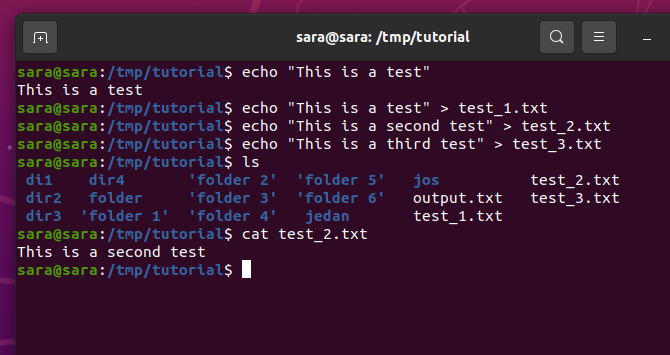 sara@sara: /tmp/tutorial
sara@sara:/tmp/tutorial$ echo "This is a test"
This is a test
sara@sara:/tmp/tutorial$ echo "This is a test" > test_1.txt
sara@sara:/tmp/tutorial$ echo "This is a second test" > test_2.txt
sara@sara:/tmp/tutorial$ echo "This is a third test" > test_3.txt
sara@sara:/tmp/tutorial$ ls
di1 dir4 'folder 2' 'folder 5' jos test_2.txt
dir2 folder 'folder 3' 'folder 6' output.txt test_3.txt
dir3 'folder 1' 'folder 4' jedan test_1.txt
sara@sara:/tmp/tutorial$ cat test_2.txt
This is a second test
sara@sara:/tmp/tutorial$